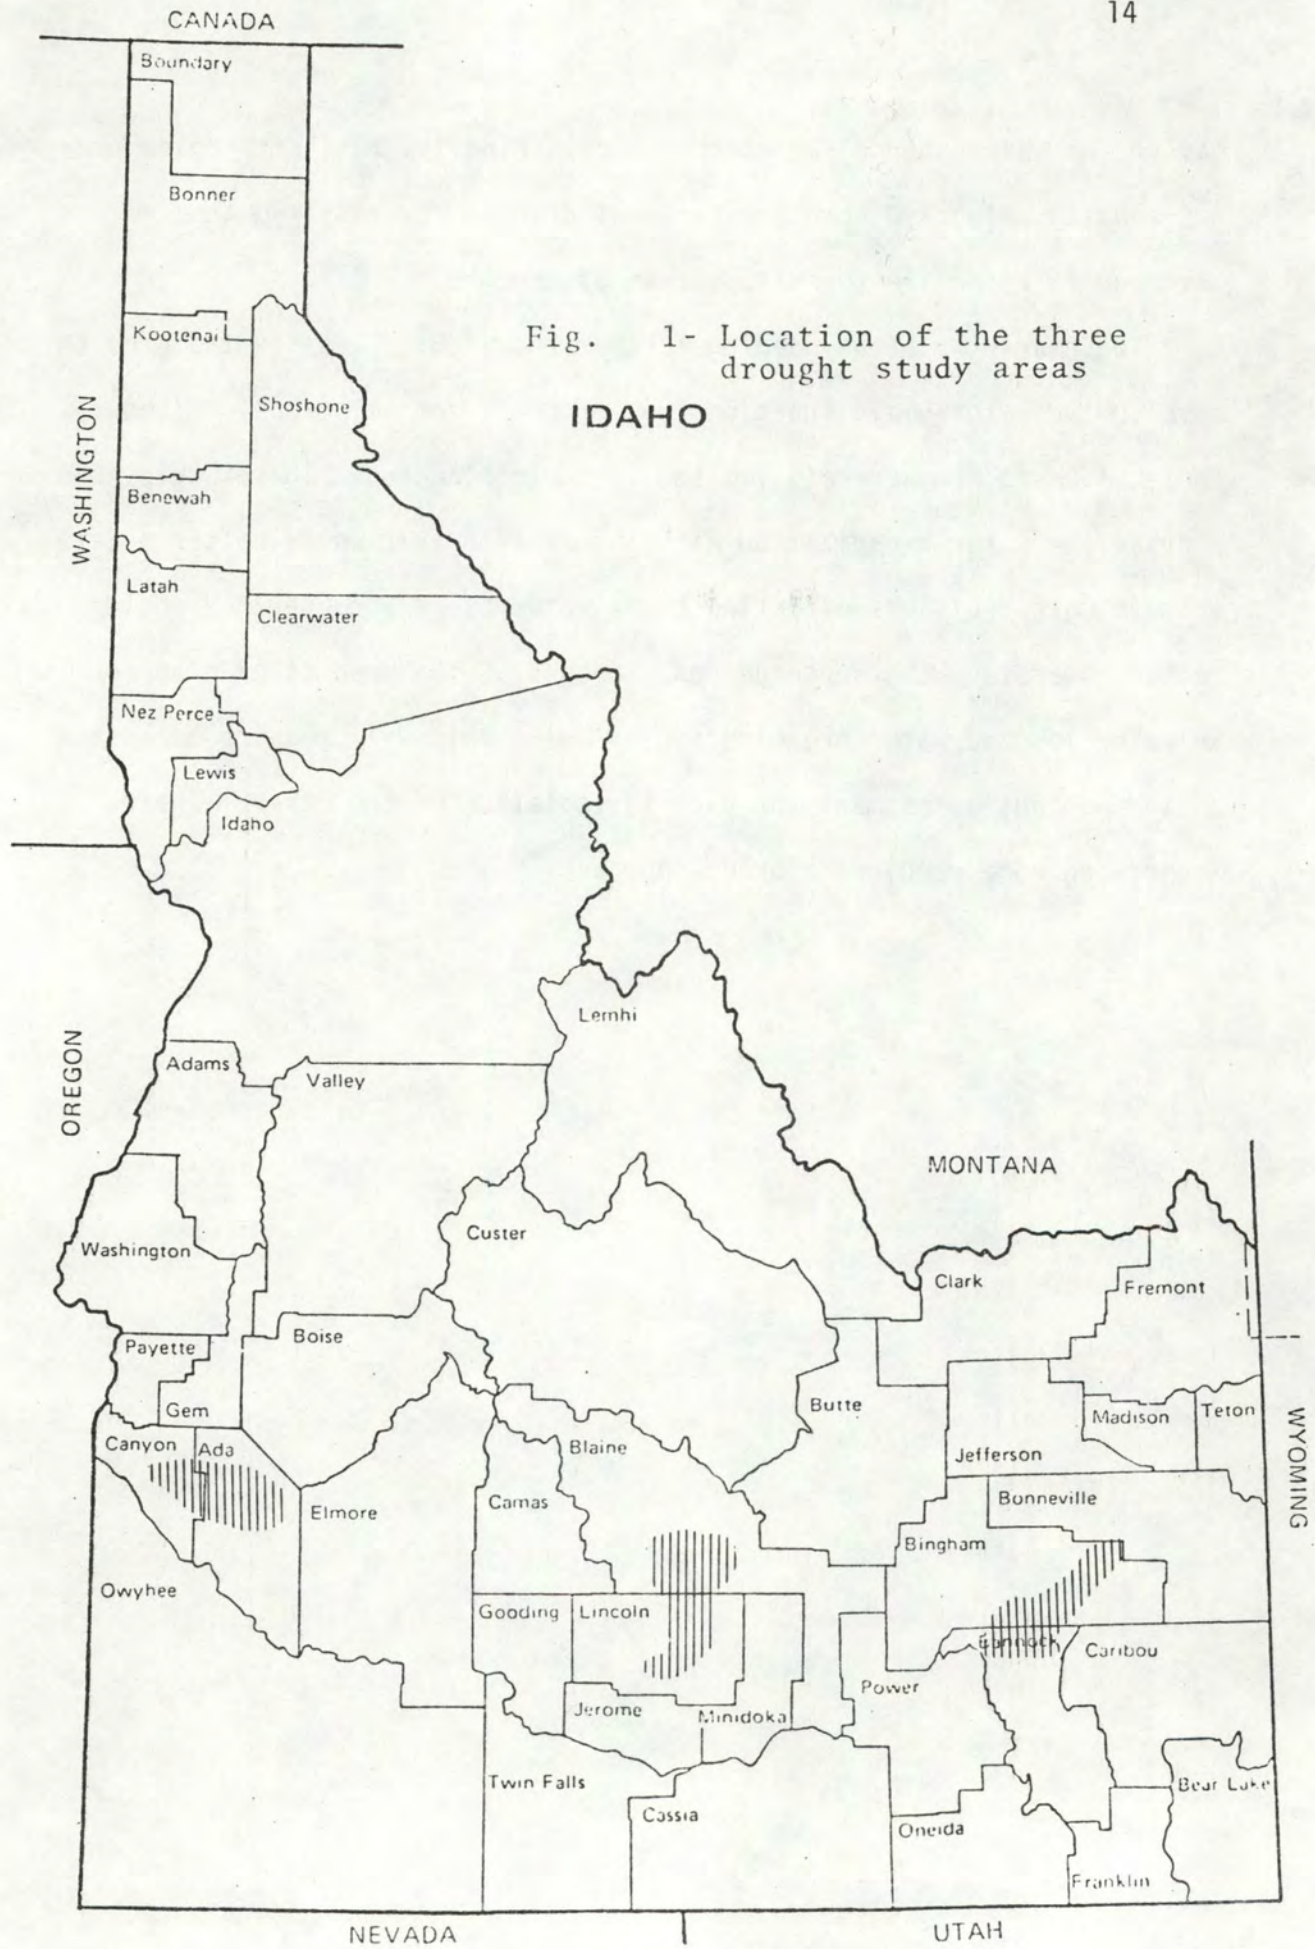 14
CANADA
Boundary
Bonner
Fig. 1- Location of the three
drought study areas
IDAHO
Kootenai
Shoshone
WASHINGTON
Benewah
Latah
Clearwater
Nez Perce
Lewis
Idaho
Lemhi
OREGON
Adams
Valley
MONTANA
Custer
Washington
Clark
Fremont
Boise
Payette
Butte
Gem
Madison
Teton
WYOMING
Canyon
Ada
Blaine
Jefferson
Elmore
Camas
Bonneville
Bingham
Owyhee
Gooding
Lincoln
Bannock
Caribou
Power
Jerome
Minidoka
Twin Falls
Bear Lake
Cassia
Oneida
Franklin
NEVADA
UTAH